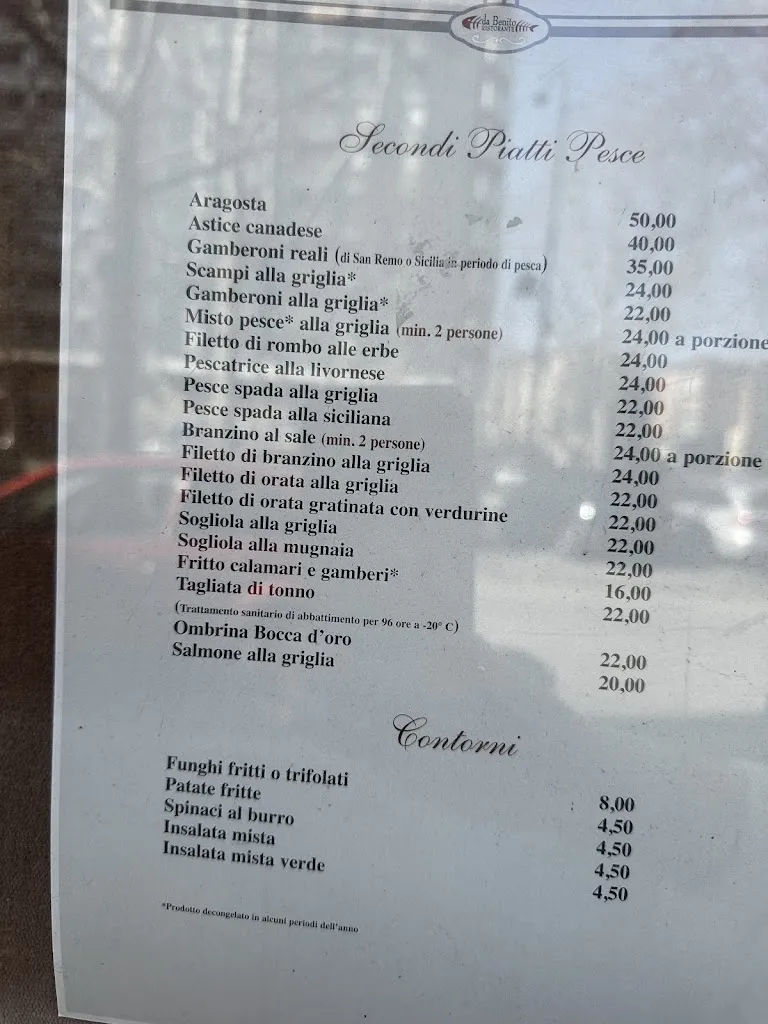 da Benito
RISTORANTE
Secondi Piatti Pesce
Aragosta 50,00
Astice canadese 40,00
Gamberoni reali (di San Remo o Sicilia in periodo di pesca) 35,00
Scampi alla griglia* 24,00
Gamberoni alla griglia* 22,00
Misto pesce* alla griglia (min. 2 persone) 24,00 a porzione
Filetto di rombo alle erbe 24,00
Pescatrice alla livornese 24,00
Pesce spada alla griglia 22,00
Pesce spada alla siciliana 22,00
Branzino al sale (min. 2 persone) 24,00 a porzione
Filetto di branzino alla griglia 24,00
Filetto di orata alla griglia 22,00
Filetto di orata gratinata con verdurine 22,00
Sogliola alla griglia 22,00
Sogliola alla mugnaia 22,00
Fritto calamari e gamberi* 16,00
Tagliata di tonno 22,00
(Trattamento sanitario di abbattimento per 96 ore a -20° C)
Ombrina Bocca d'oro 22,00
Salmone alla griglia 20,00
Contorni
Funghi fritti o trifolati 8,00
Patate fritte 4,50
Spinaci al burro 4,50
Insalata mista 4,50
Insalata mista verde 4,50
*Prodotto decongelato in alcuni periodi dell'anno